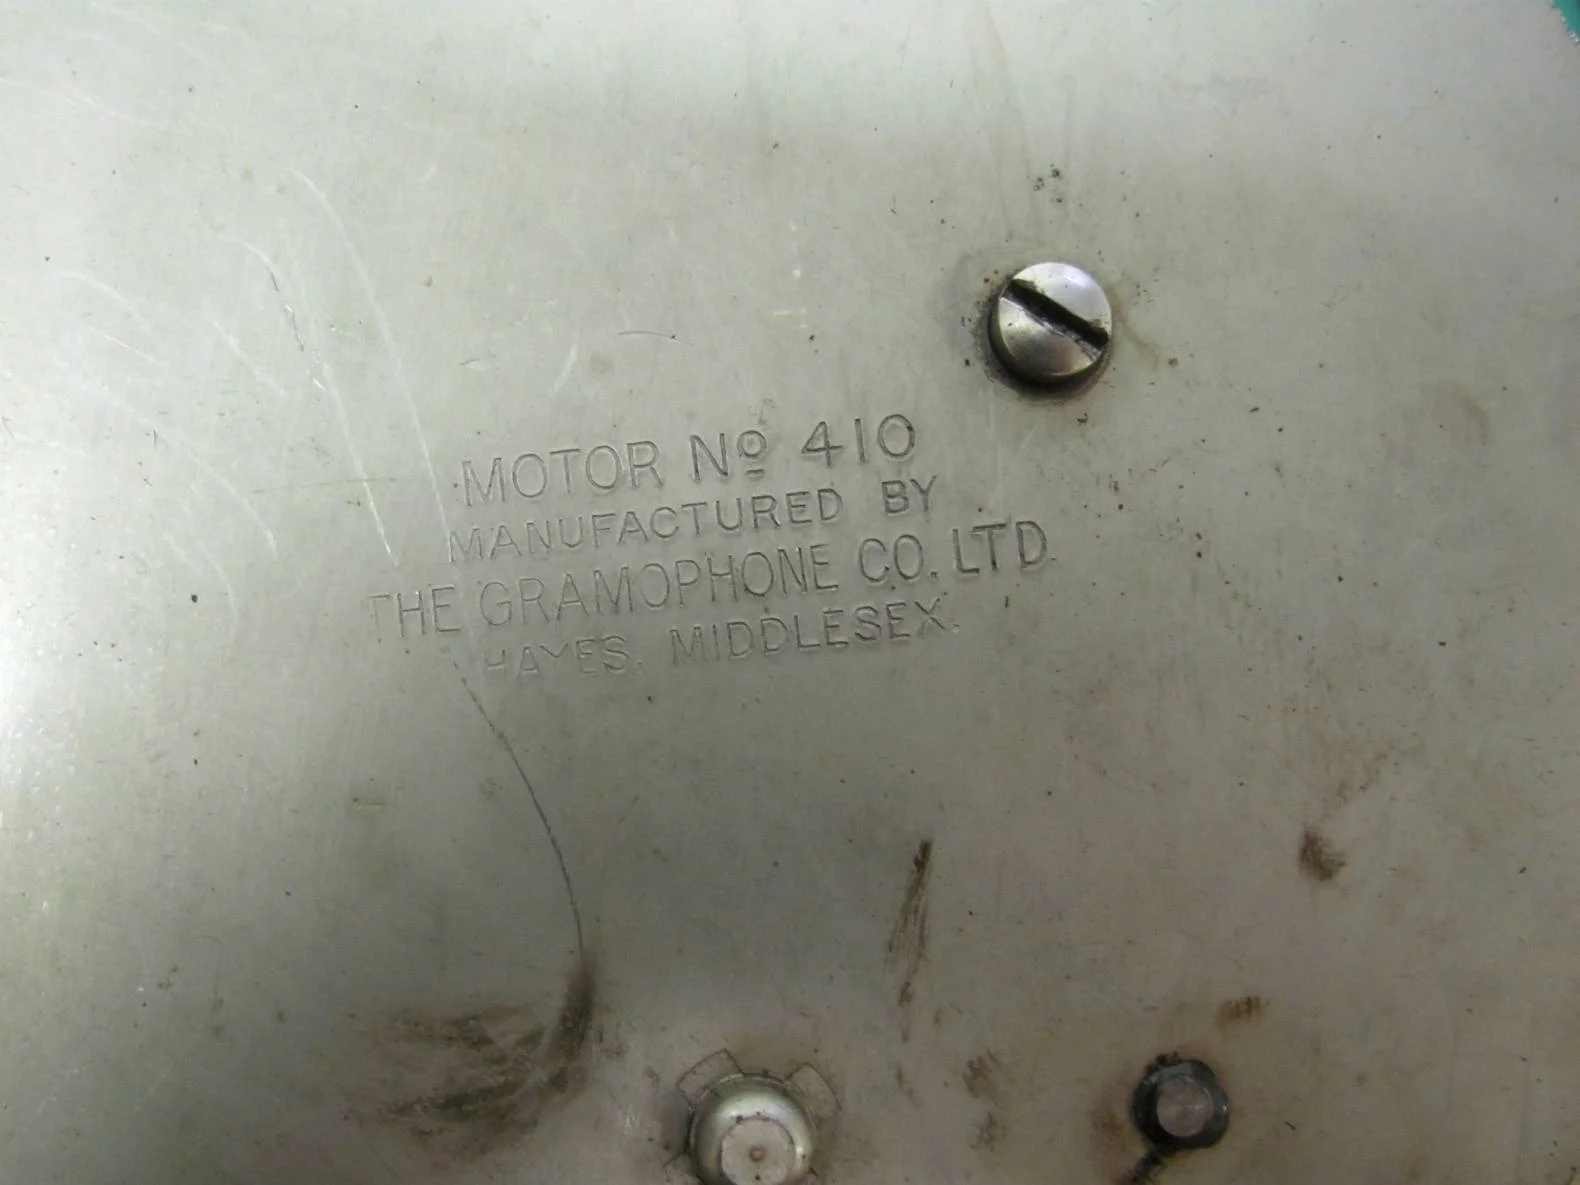 MOTOR Nº 410
MANUFACTURED BY
THE GRAMOPHONE CO. LTD.
HAYES. MIDDLESEX.